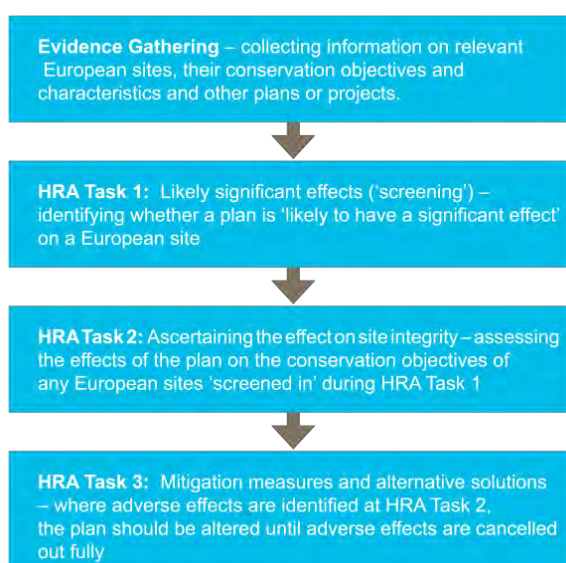 Evidence Gathering – collecting information on relevant
European sites, their conservation objectives and
characteristics and other plans or projects.
HRA Task 1: Likely significant effects (‘screening’) –
identifying whether a plan is ‘likely to have a significant effect’
on a European site
HRA Task 2: Ascertaining the effect on site integrity – assessing
the effects of the plan on the conservation objectives of
any European sites ‘screened in’ during HRA Task 1
HRA Task 3: Mitigation measures and alternative solutions
– where adverse effects are identified at HRA Task 2,
the plan should be altered until adverse effects are cancelled
out fully